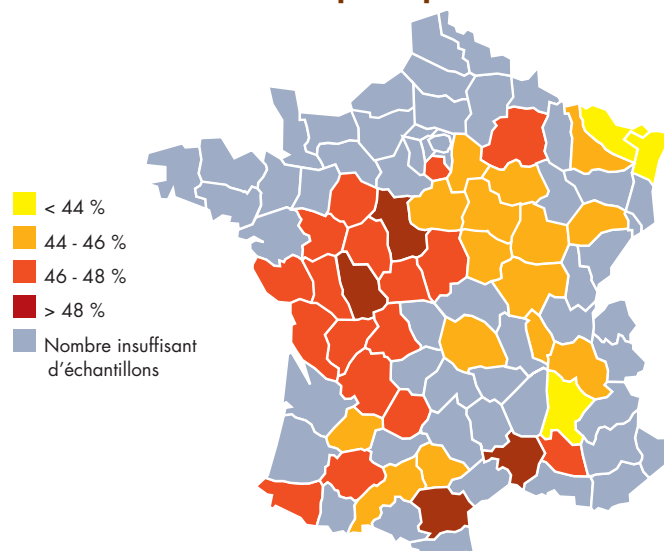 < 44 %
44 - 46 %
46 - 48 %
> 48 %
Nombre insuffisant
d'échantillons